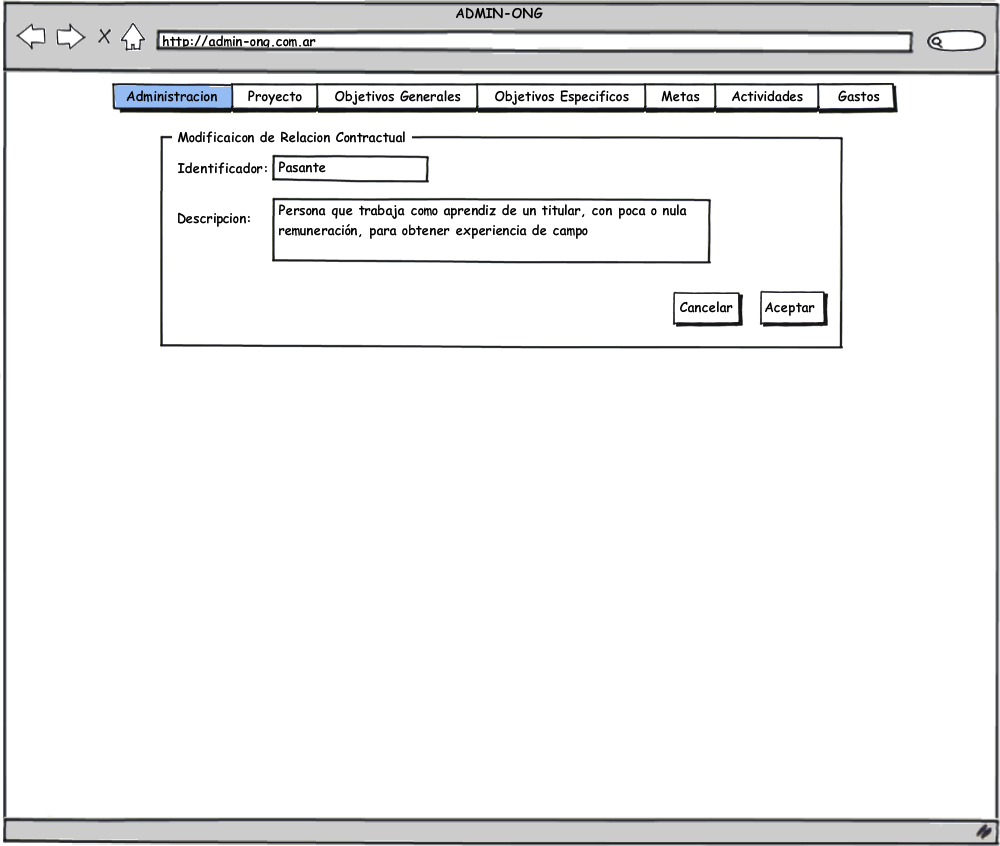 ADMIN-ONG
http://admin-ong.com.ar
Administracion Proyecto Objetivos Generales Objetivos Especificos Metas Actividades Gastos
Modificaicon de Relacion Contractual
Identificador: Pasante
Descripcion: Persona que trabaja como aprendiz de un titular, con poca o nula
remuneración, para obtener experiencia de campo
Cancelar Aceptar